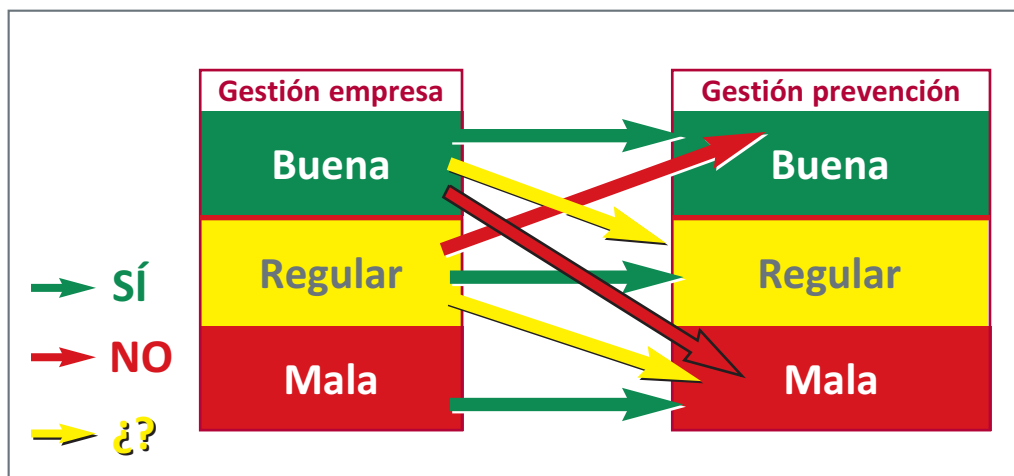 Gestión empresa
Buena
Regular
Mala
Gestión prevención
Buena
Regular
Mala
SÍ
NO
¿?